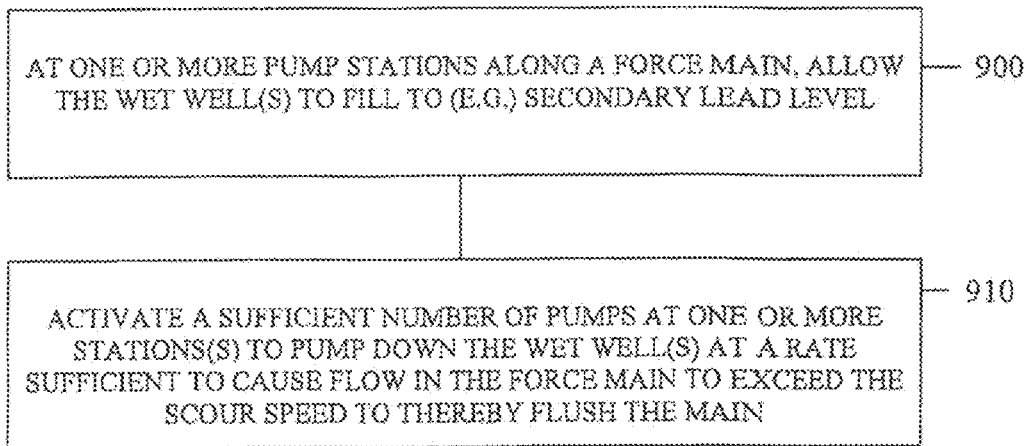 AT ONE OR MORE PUMP STATIONS ALONG A FORCE MAIN, ALLOW
THE WET WELL(S) TO FILL TO (E.G.) SECONDARY LEAD LEVEL
900
ACTIVATE A SUFFICIENT NUMBER OF PUMPS AT ONE OR MORE
STATIONS(S) TO PUMP DOWN THE WET WELL(S) AT A RATE
SUFFICIENT TO CAUSE FLOW IN THE FORCE MAIN TO EXCEED THE
SCOUR SPEED TO THEREBY FLUSH THE MAIN
910